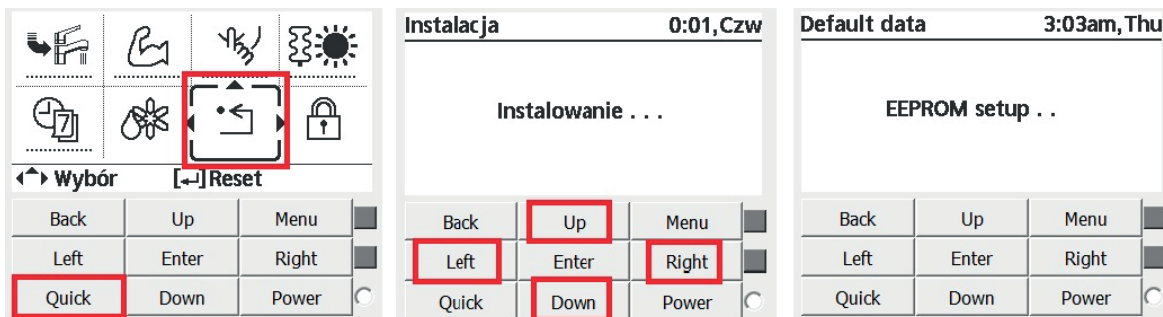 7
Wybór [↵]Reset
Back Up Menu
Left Enter Right
Quick Down Power
Instalacja 0:01,Czw
Instalowanie . . .
Back Up Menu
Left Enter Right
Quick Down Power
Default data 3:03am,Thu
EEPROM setup . .
Back Up Menu
Left Enter Right
Quick Down Power